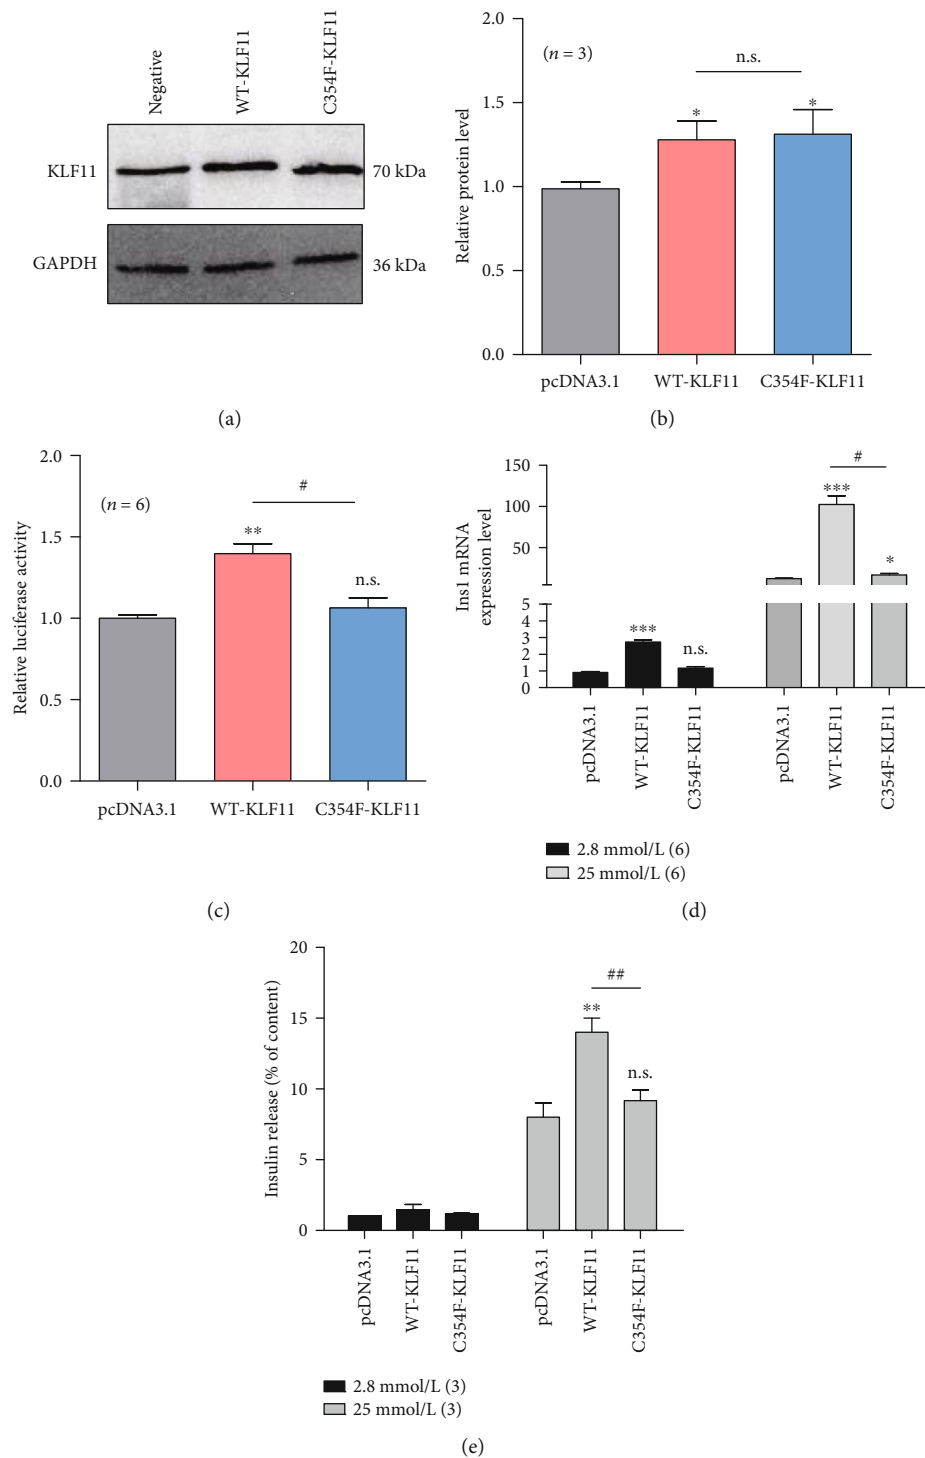 Negative
WT-KLF11
C354F-KLF11
KLF11
70 kDa
GAPDH
36 kDa
(a)
2.0
1.5
1.0
0.5
0.0
Relative protein level
(n = 3)
n.s.
*
*
pcDNA3.1
WT-KLF11
C354F-KLF11
(b)
2.0
1.5
1.0
0.5
0.0
Relative luciferase activity
(n = 6)
#
**
n.s.
pcDNA3.1
WT-KLF11
C354F-KLF11
(c)
150
100
50
5
4
3
2
1
0
Ins1 mRNA
expression level
***
n.s.
#
***
*
pcDNA3.1
WT-KLF11
C354F-KLF11
pcDNA3.1
WT-KLF11
C354F-KLF11
2.8 mmol/L (6)
25 mmol/L (6)
(d)
20
15
10
5
0
Insulin release (% of content)
##
**
n.s.
pcDNA3.1
WT-KLF11
C354F-KLF11
pcDNA3.1
WT-KLF11
C354F-KLF11
2.8 mmol/L (3)
25 mmol/L (3)
(e)